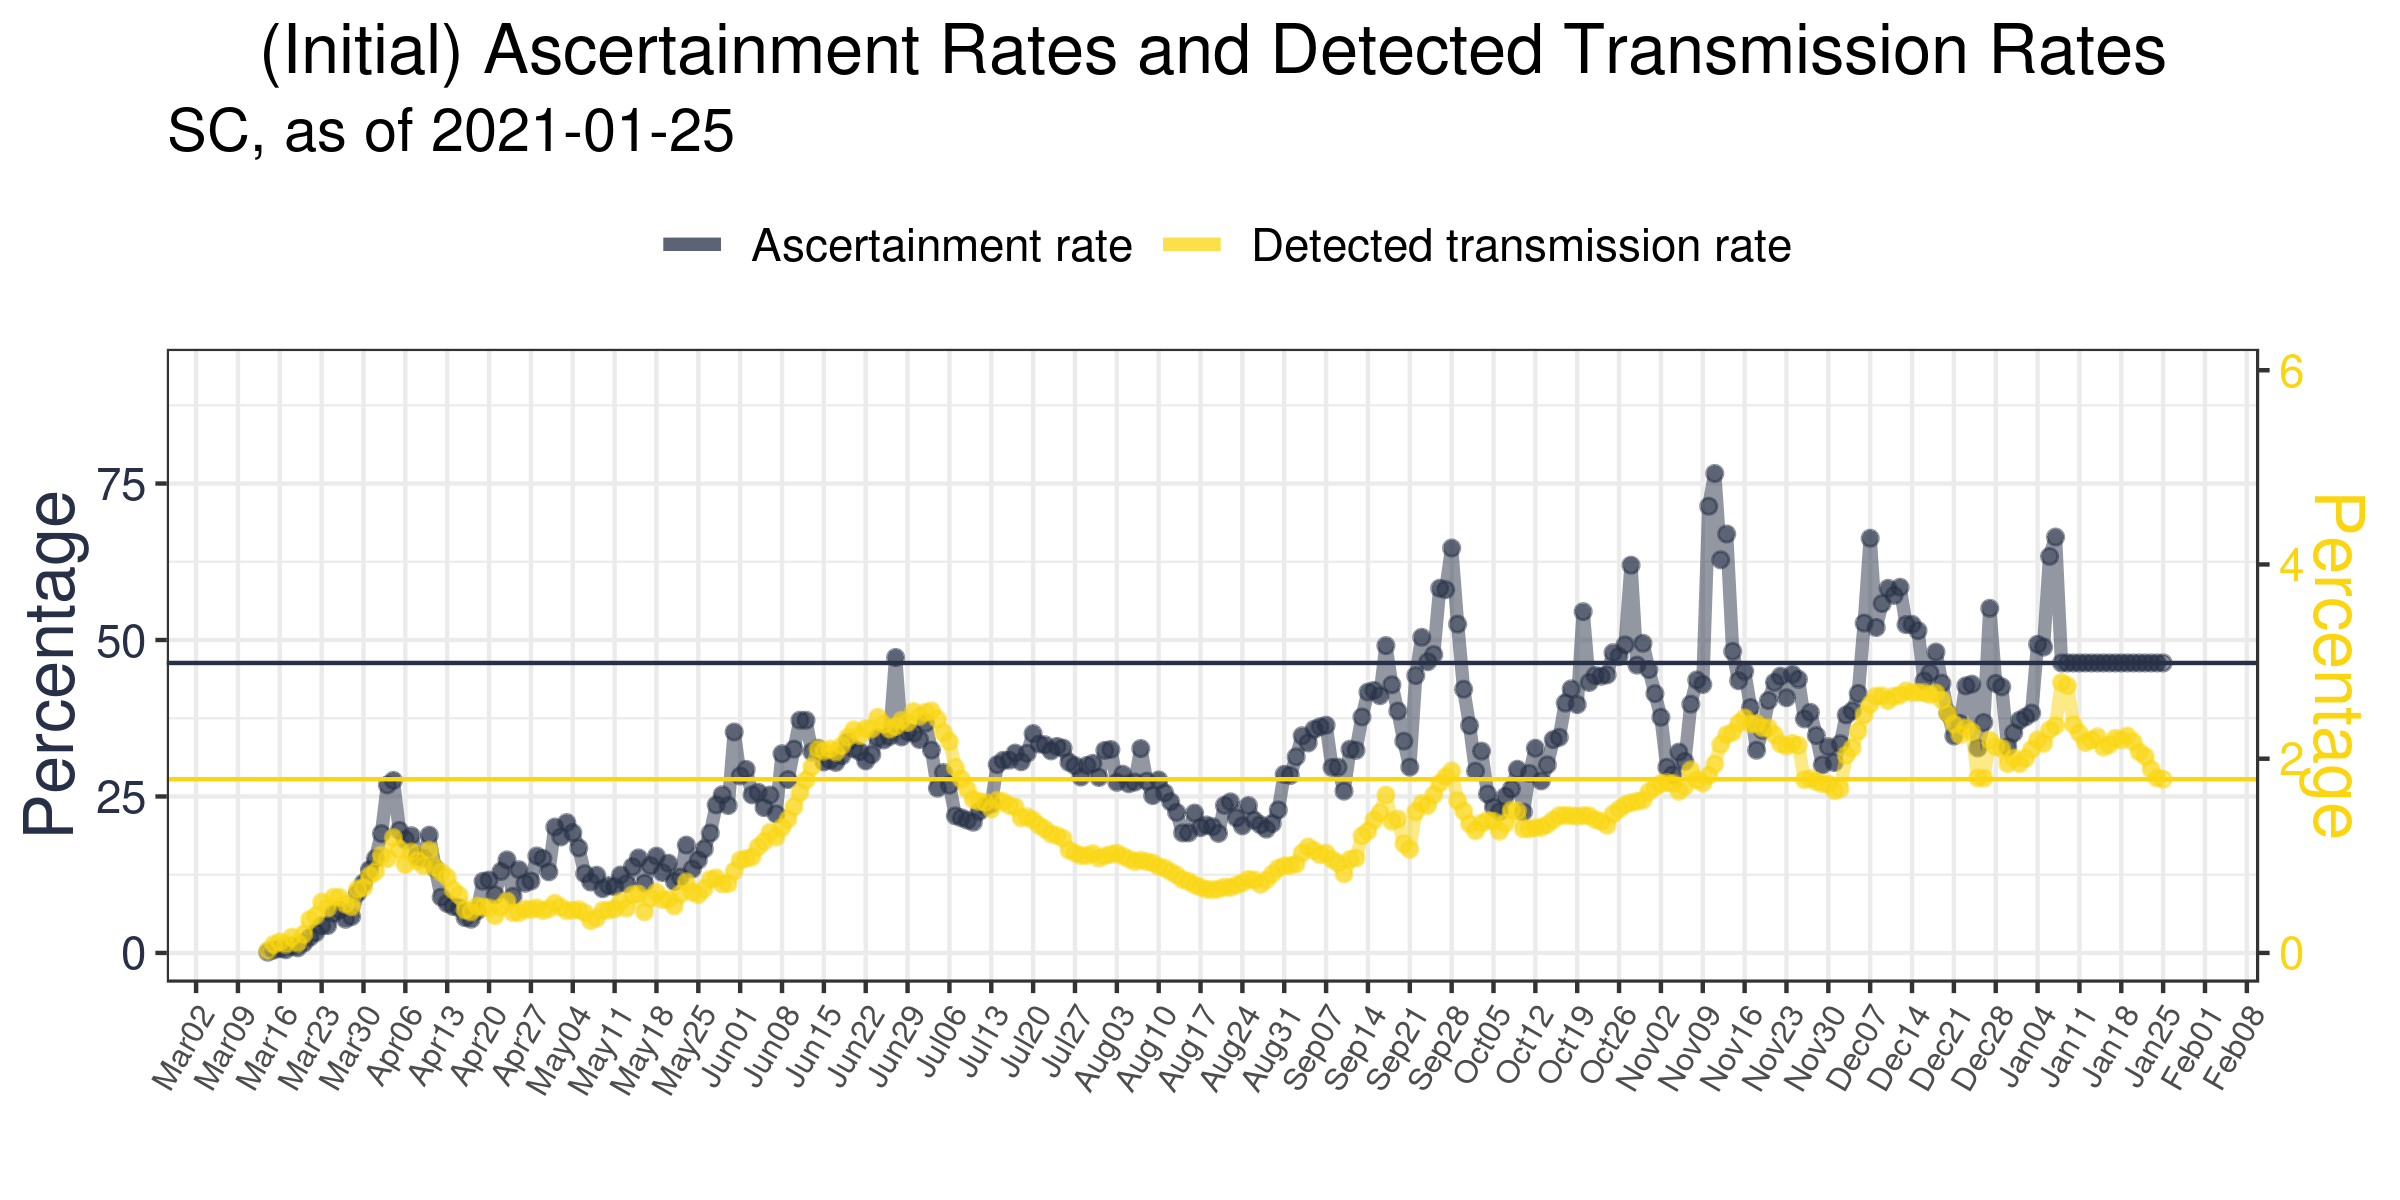 (Initial) Ascertainment Rates and Detected Transmission Rates
SC, as of 2021-01-25
Ascertainment rate Detected transmission rate
Percentage
75
50
25
0
6
4
2
0
Percentage
Mar02 Mar09 Mar16 Mar23 Mar30 Apr06 Apr13 Apr20 Apr27 May04 May11 May18 May25 Jun01 Jun08 Jun15 Jun22 Jun29 Jul06 Jul13 Jul20 Jul27 Aug03 Aug10 Aug17 Aug24 Aug31 Sep07 Sep14 Sep21 Sep28 Oct05 Oct12 Oct19 Oct26 Nov02 Nov09 Nov16 Nov23 Nov30 Dec07 Dec14 Dec21 Dec28 Jan04 Jan11 Jan18 Jan25 Feb01 Feb08